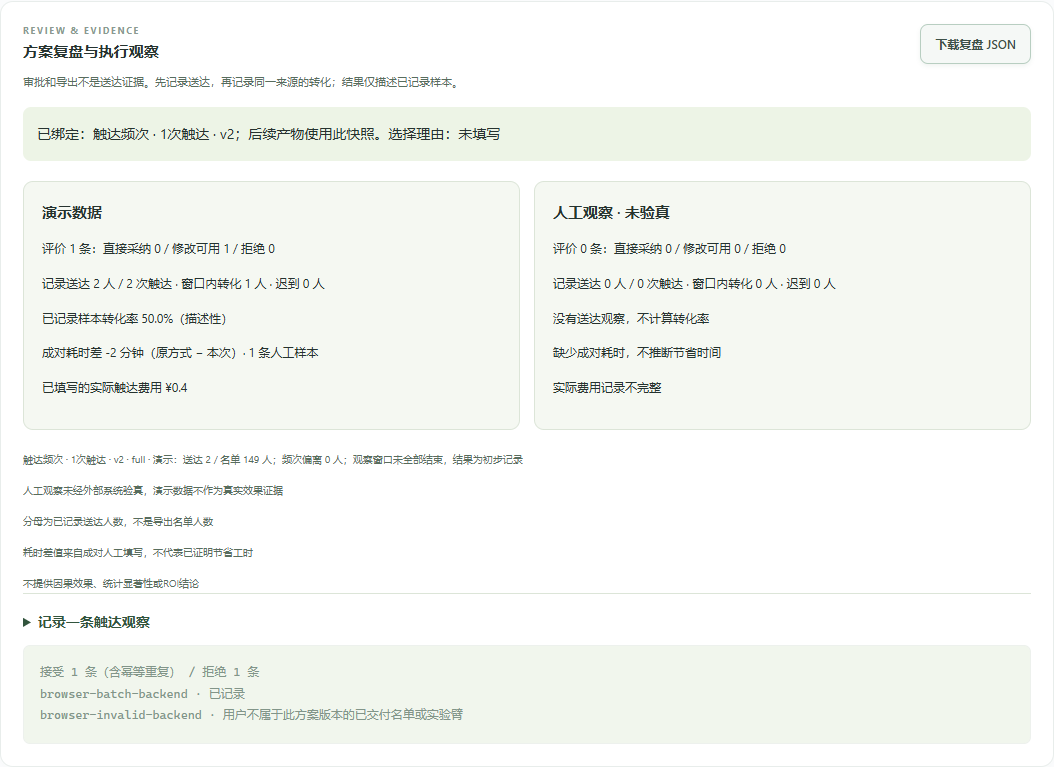 REVIEW & EVIDENCE
方案复盘与执行观察
下载复盘 JSON
审批和导出不是送达证据。先记录送达，再记录同一来源的转化；结果仅描述已记录样本。
已绑定：触达频次 · 1次触达 · v2；后续产物使用此快照。选择理由：未填写
演示数据
评价 1 条：直接采纳 0 / 修改可用 1 / 拒绝 0
记录送达 2 人 / 2 次触达 · 窗口内转化 1 人 · 迟到 0 人
已记录样本转化率 50.0%（描述性）
成对耗时差 -2 分钟（原方式 − 本次）· 1 条人工样本
已填写的实际触达费用 ¥0.4
人工观察 · 未验真
评价 0 条：直接采纳 0 / 修改可用 0 / 拒绝 0
记录送达 0 人 / 0 次触达 · 窗口内转化 0 人 · 迟到 0 人
没有送达观察，不计算转化率
缺少成对耗时，不推断节省时间
实际费用记录不完整
触达频次 · 1次触达 · v2 · full · 演示：送达 2 / 名单 149 人；频次偏离 0 人；观察窗口未全部结束，结果为初步记录
人工观察未经外部系统验真，演示数据不作为真实效果证据
分母为已记录送达人数，不是导出名单人数
耗时差值来自成对人工填写，不代表已证明节省工时
不提供因果效果、统计显著性或ROI结论
▶ 记录一条触达观察
接受 1 条（含幂等重复） / 拒绝 1 条
browser-batch-backend · 已记录
browser-invalid-backend · 用户不属于此方案版本的已交付名单或实验臂